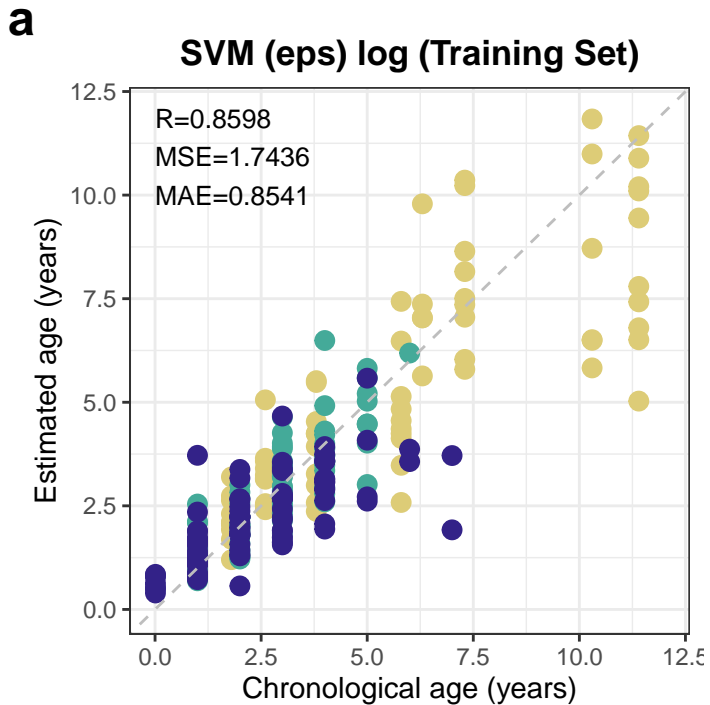 a
SVM (eps) log (Training Set)
R=0.8598
MSE=1.7436
MAE=0.8541
Estimated age (years)
12.5
10.0
7.5
5.0
2.5
0.0
0.0 2.5 5.0 7.5 10.0 12.5
Chronological age (years)